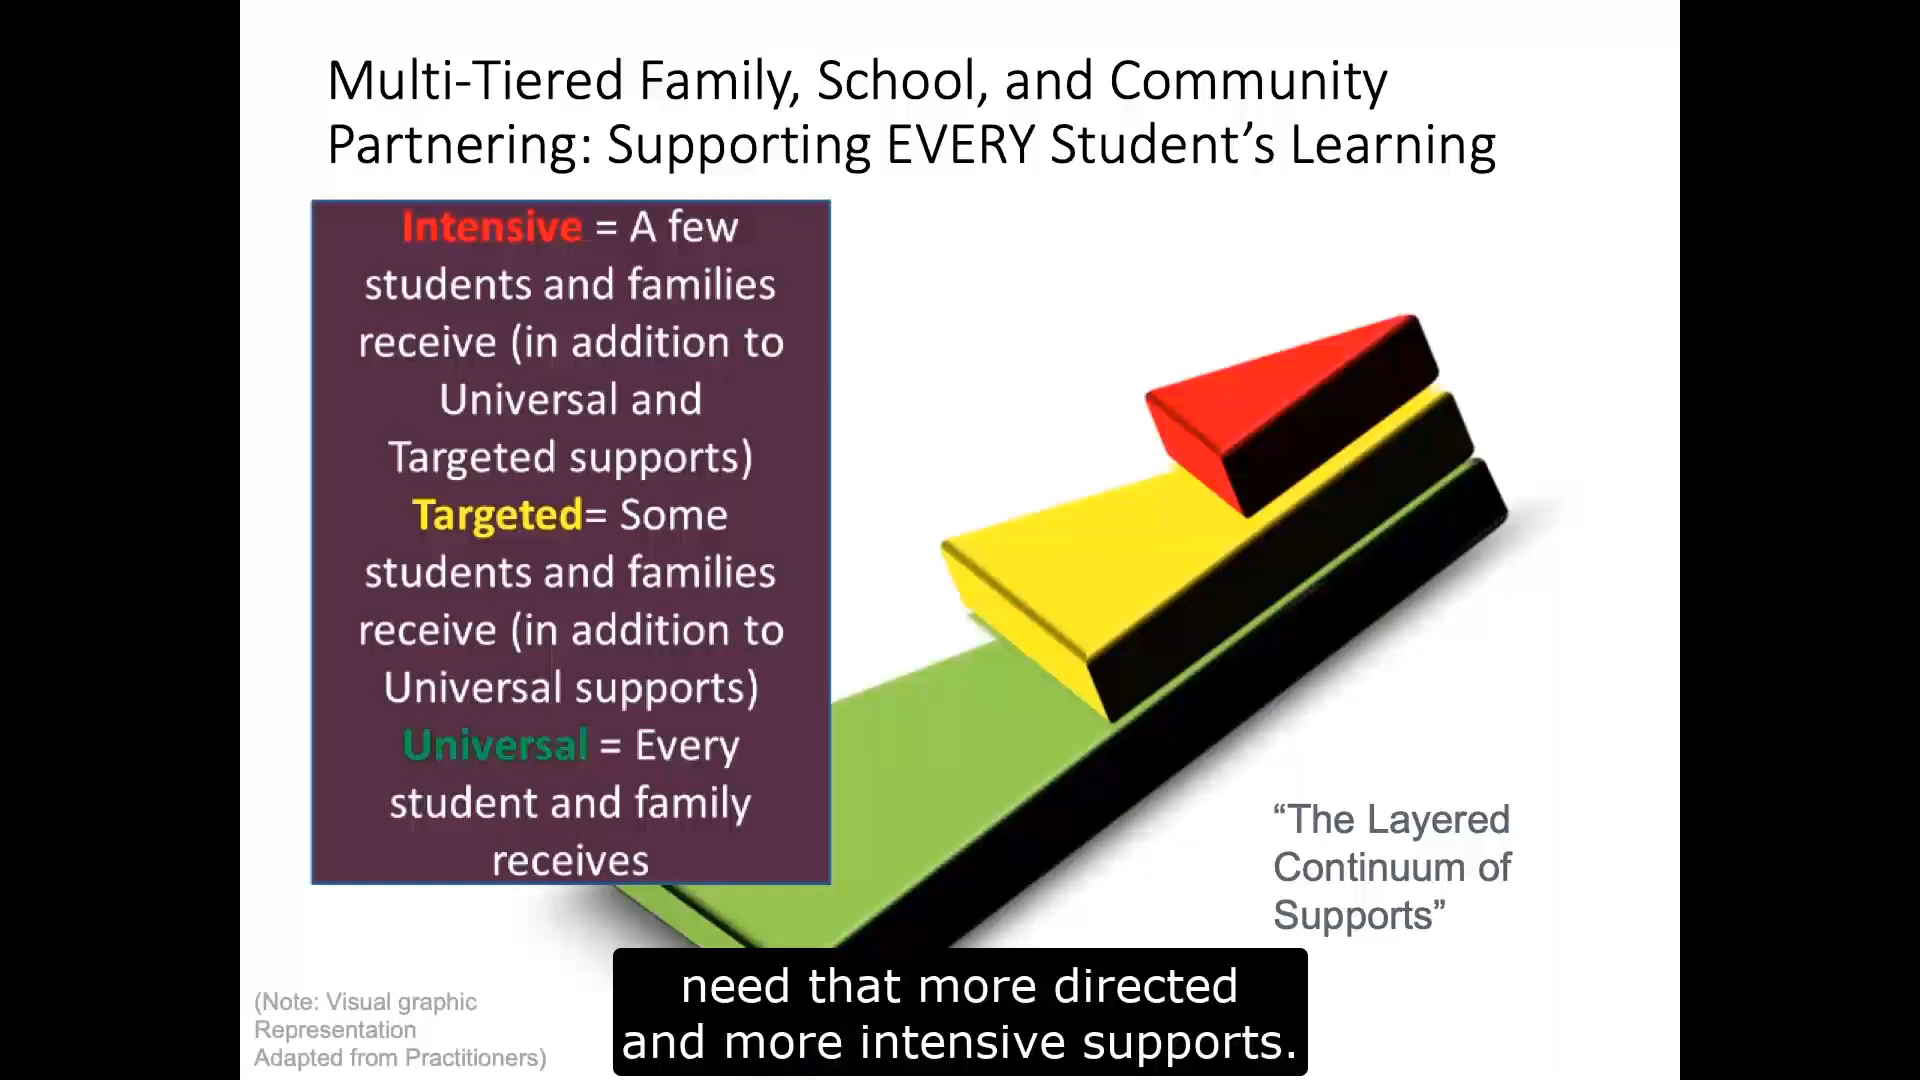 Multi-Tiered Family, School, and Community
Partnering: Supporting EVERY Student’s Learning
Intensive = A few
students and families
receive (in addition to
Universal and
Targeted supports)
Targeted= Some
students and families
receive (in addition to
Universal supports)
Universal = Every
student and family
receives
“The Layered
Continuum of
Supports”
(Note: Visual graphic
Representation
Adapted from Practitioners)
need that more directed
and more intensive supports.